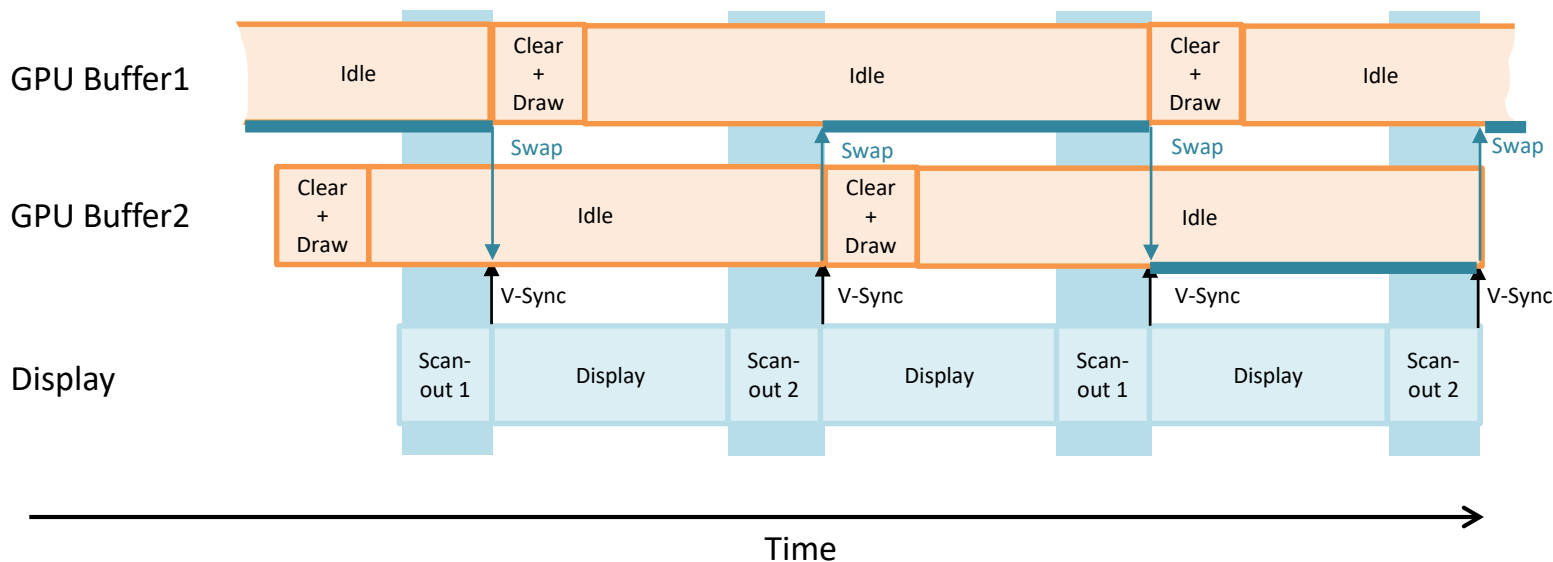 GPU Buffer1
Idle
Clear
+
Draw
Idle
Clear
+
Draw
Idle
Swap
Swap
Swap
Swap
GPU Buffer2
Clear
+
Draw
Idle
Clear
+
Draw
Idle
V-Sync
V-Sync
V-Sync
V-Sync
Display
Scan-
out 1
Display
Scan-
out 2
Display
Scan-
out 1
Display
Scan-
out 2
Time